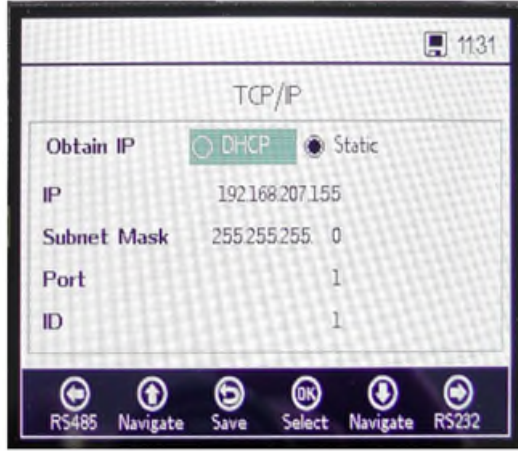 11:31
TCP/IP
Obtain IP DHCP Static
IP 192.168.207.155
Subnet Mask 255.255.255. 0
Port 1
ID 1
OK
RS485 Navigate Save Select Navigate RS232